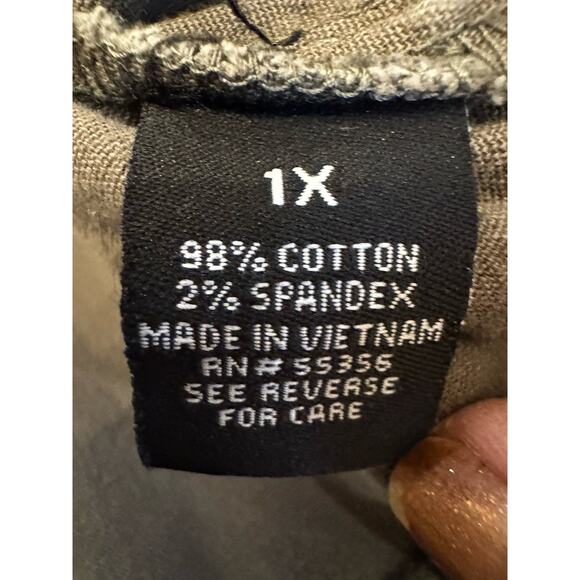 1X
98% COTTON
2% SPANDEX
MADE IN VIETNAM
RN# 55356
SEE REVERSE
FOR CARE